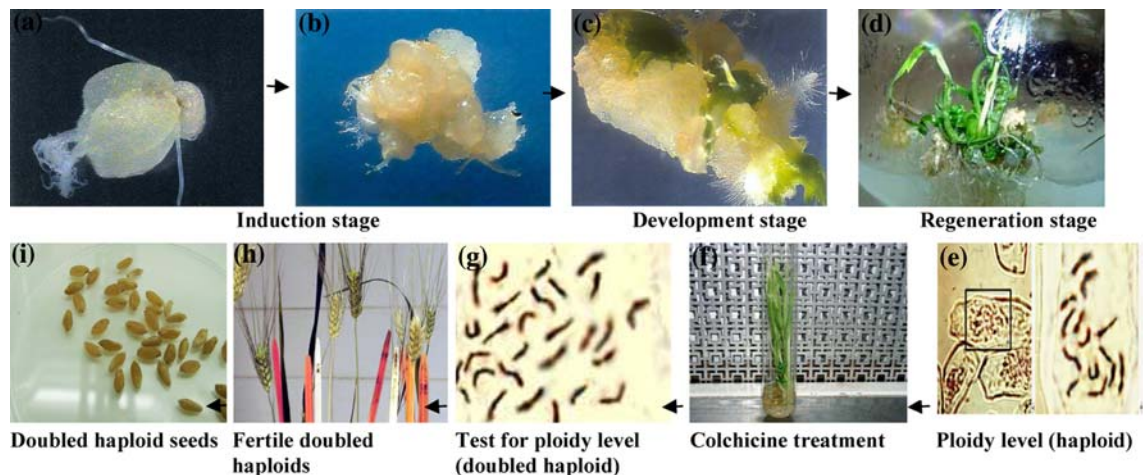 (a) (b) (c) (d)
Induction stage Development stage Regeneration stage
(i) (h) (g) (f) (e)
Doubled haploid seeds Fertile doubled Test for ploidy level Colchicine treatment Ploidy level (haploid)
haploids (doubled haploid)